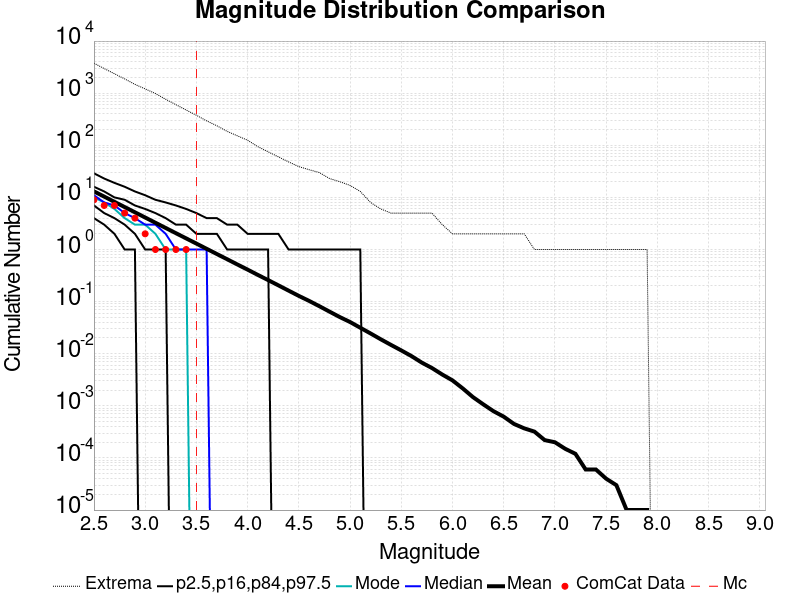 Magnitude Distribution Comparison
10^4
10^3
10^2
10^1
10^0
10^-1
10^-2
10^-3
10^-4
10^-5
Cumulative Number
2.5 3.0 3.5 4.0 4.5 5.0 5.5 6.0 6.5 7.0 7.5 8.0 8.5 9.0
Magnitude
Extrema p2.5,p16,p84,p97.5 Mode Median Mean ComCat Data Mc